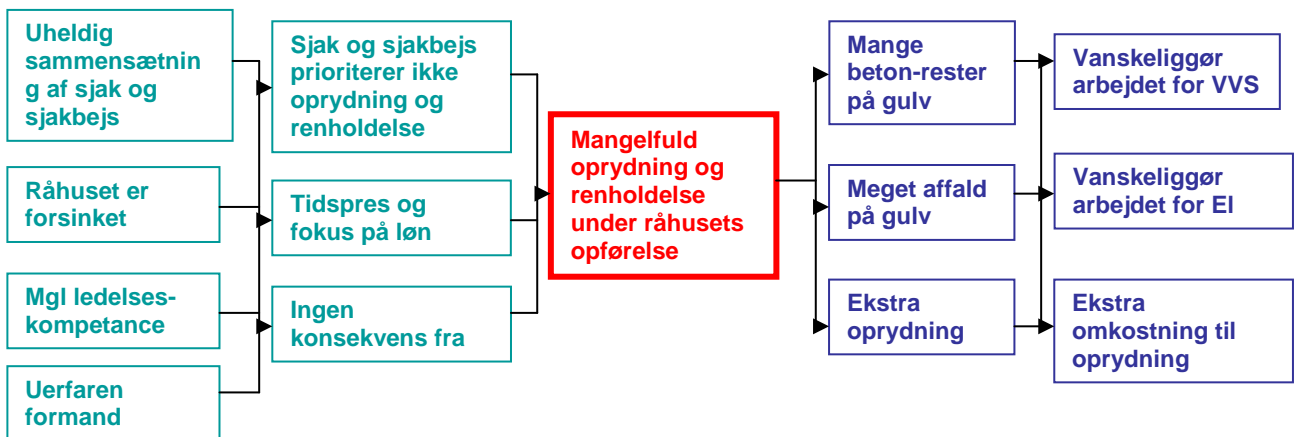 Uheldig
sammensætnin
g af sjak og
sjakbejs
Råhuset er
forsinket
Mgl ledelses-
kompetance
Uerfaren
formand
Sjak og sjakbejs
prioriterer ikke
oprydning og
renholdelse
Tidspres og
fokus på løn
Ingen
konsekvens fra
Mangelfuld
oprydning og
renholdelse
under råhusets
opførelse
Mange
beton-rester
på gulv
Meget affald
på gulv
Ekstra
oprydning
Vanskeliggør
arbejdet for VVS
Vanskeliggør
arbejdet for El
Ekstra
omkostning til
oprydning